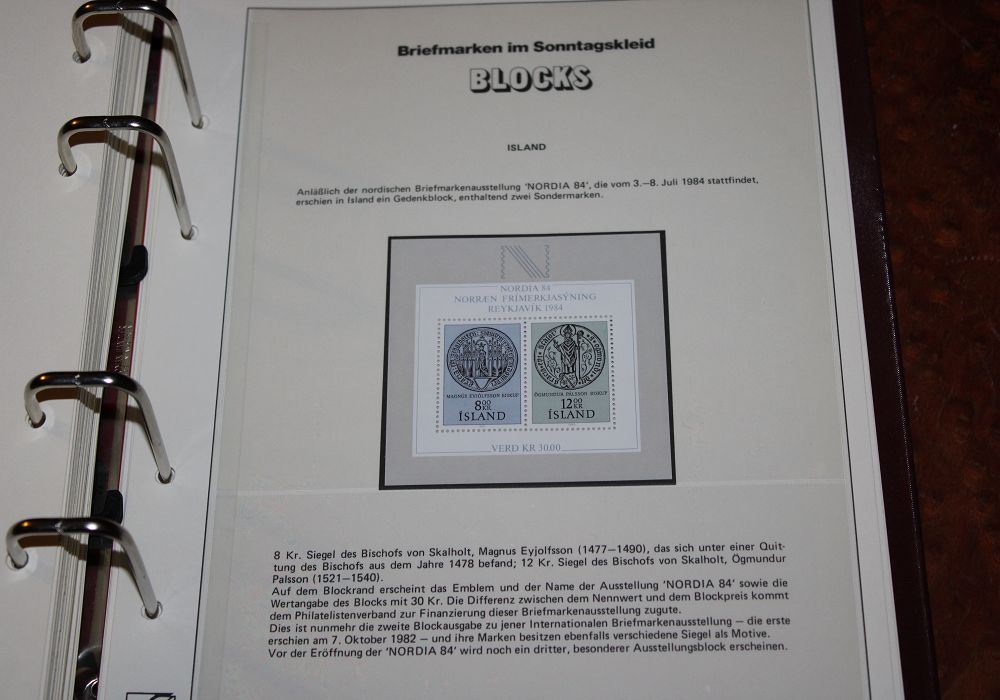 Briefmarken im Sonntagskleid
BLOCKS
ISLAND
Anläßlich der nordischen Briefmarkenausstellung 'NORDIA 84', die vom 3.–8. Juli 1984 stattfindet,
erschien in Island ein Gedenkblock, enthaltend zwei Sondermarken.
NORDIA 84
NORRÆN FRÍMERKJASÝNING
REYKJAVÍK 1984
MAGNÚS EYJÓLFSSON BISKUP
800 KR.
ÍSLAND
ÖGMUNDUR PÁLSSON BISKUP
1200 KR.
ÍSLAND
VERÐ KR 30.00
8 Kr. Siegel des Bischofs von Skalholt, Magnus Eyjolfsson (1477–1490), das sich unter einer Quit-
tung des Bischofs aus dem Jahre 1478 befand; 12 Kr. Siegel des Bischofs von Skalholt, Ögmundur
Palsson (1521–1540).
Auf dem Blockrand erscheint das Emblem und der Name der Ausstellung 'NORDIA 84' sowie die
Wertangabe des Blocks mit 30 Kr. Die Differenz zwischen dem Nennwert und dem Blockpreis kommt
dem Philatelistenverband zur Finanzierung dieser Briefmarkenausstellung zugute.
Dies ist nunmehr die zweite Blockausgabe zu jener Internationalen Briefmarkenausstellung – die erste
erschien am 7. Oktober 1982 – und ihre Marken besitzen ebenfalls verschiedene Siegel als Motive.
Vor der Eröffnung der 'NORDIA 84' wird noch ein dritter, besonderer Ausstellungsblock erscheinen.